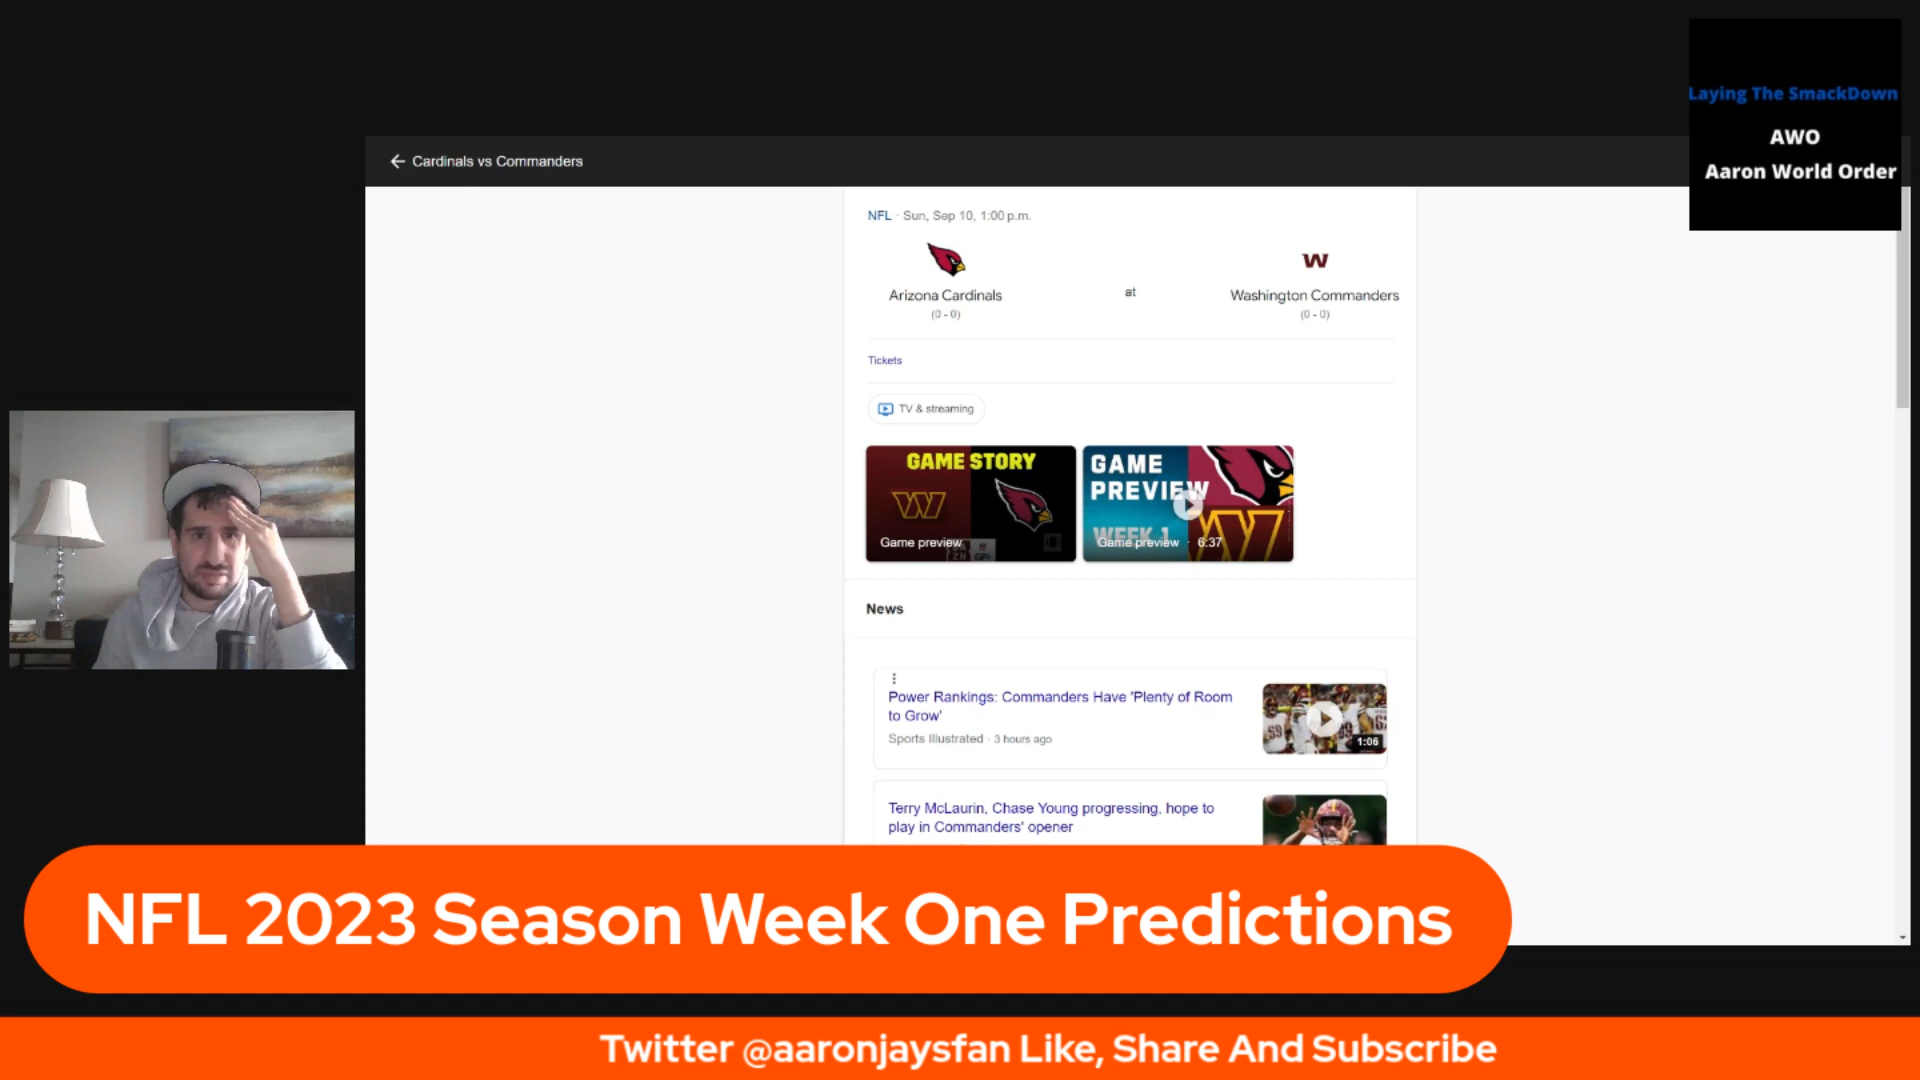 Laying The SmackDown
AWO
Aaron World Order
Cardinals vs Commanders
NFL · Sun, Sep 10, 1:00 p.m.
W
Arizona Cardinals
at
Washington Commanders
(0 - 0)
(0 - 0)
Tickets
TV & streaming
GAME STORY
W
Game preview
GAME
PREVIEW
WEEK 1
W
Game preview · 6:37
News
Power Rankings: Commanders Have 'Plenty of Room
to Grow'
Sports Illustrated · 3 hours ago
1:06
Terry McLaurin, Chase Young progressing, hope to
play in Commanders' opener
NFL 2023 Season Week One Predictions
Twitter @aaronjaysfan Like, Share And Subscribe